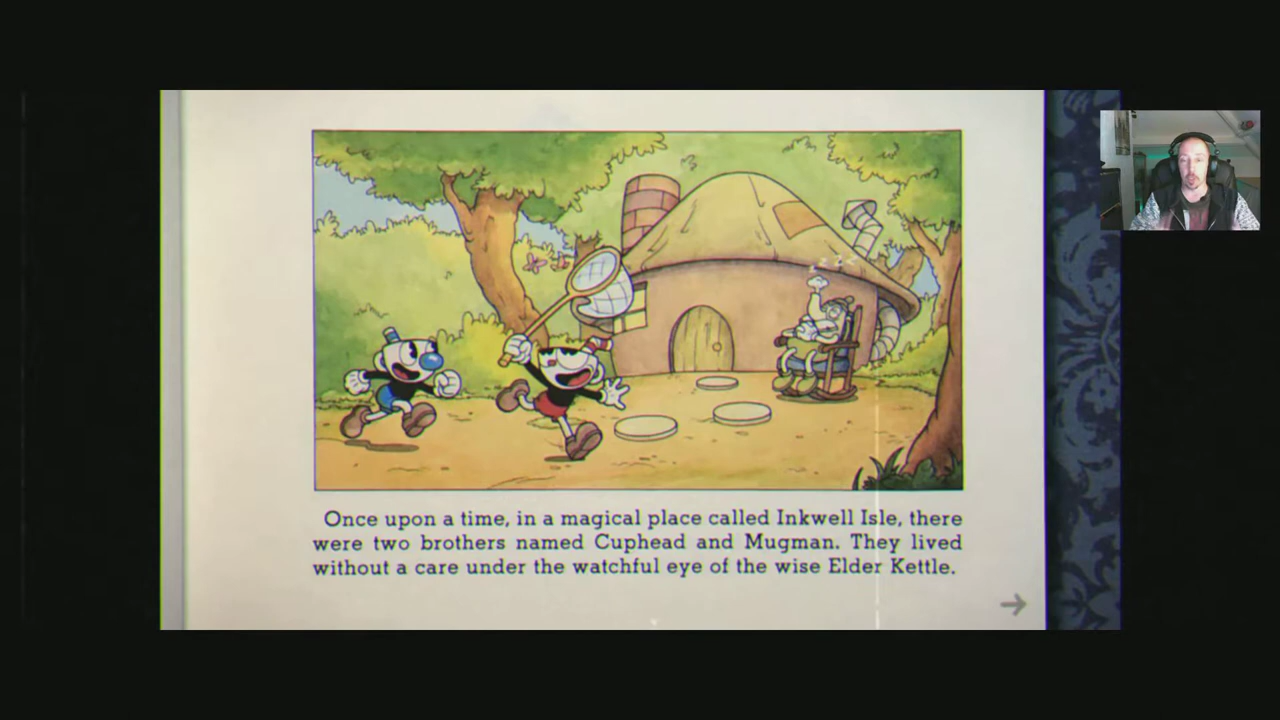 Once upon a time, in a magical place called Inkwell Isle, there
were two brothers named Cuphead and Mugman. They lived
without a care under the watchful eye of the wise Elder Kettle.